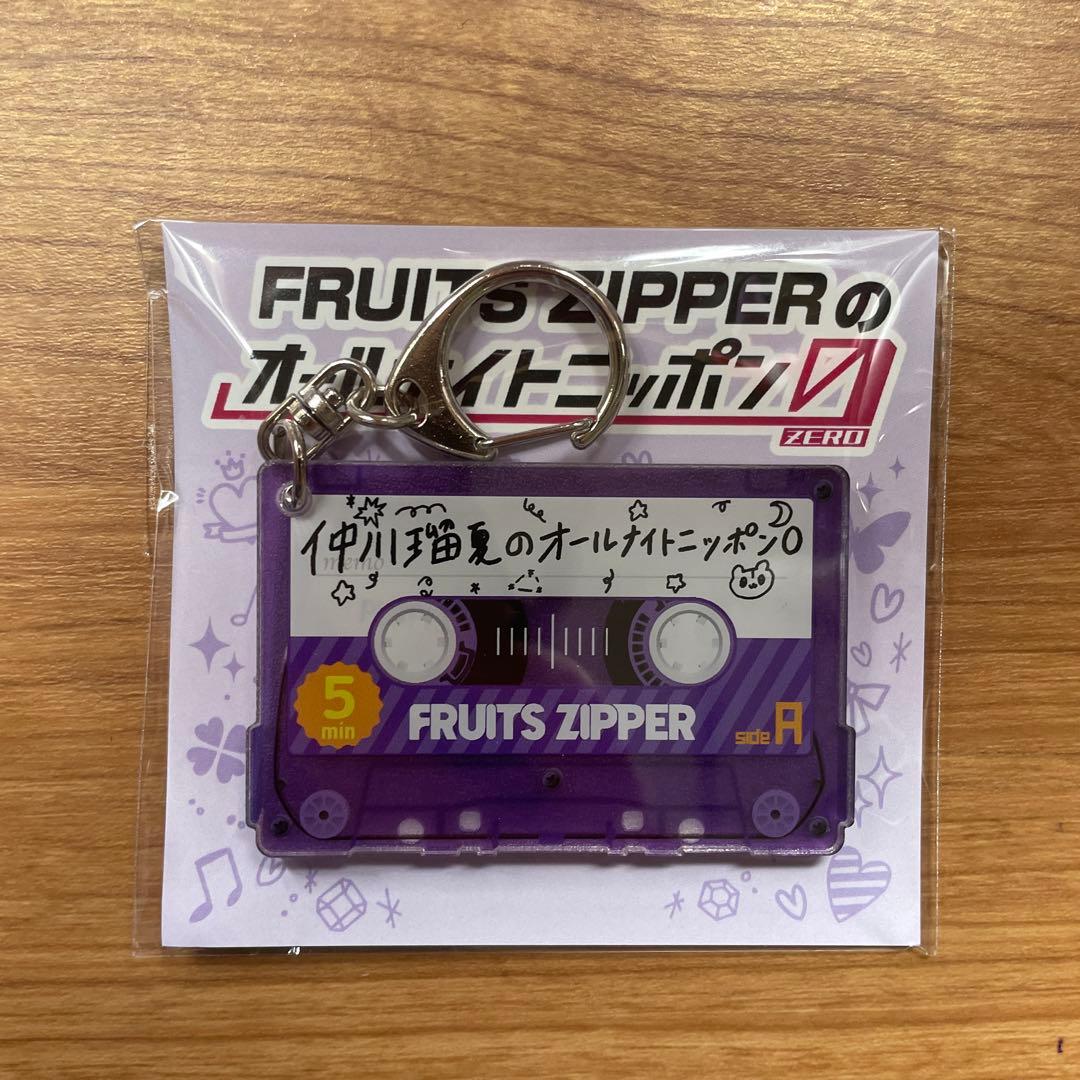 FRUITS ZIPPERの
オールナイトニッポン0
ZERO
仲川瑠夏のオールナイトニッポン0
memo
5
min
FRUITS ZIPPER
side A